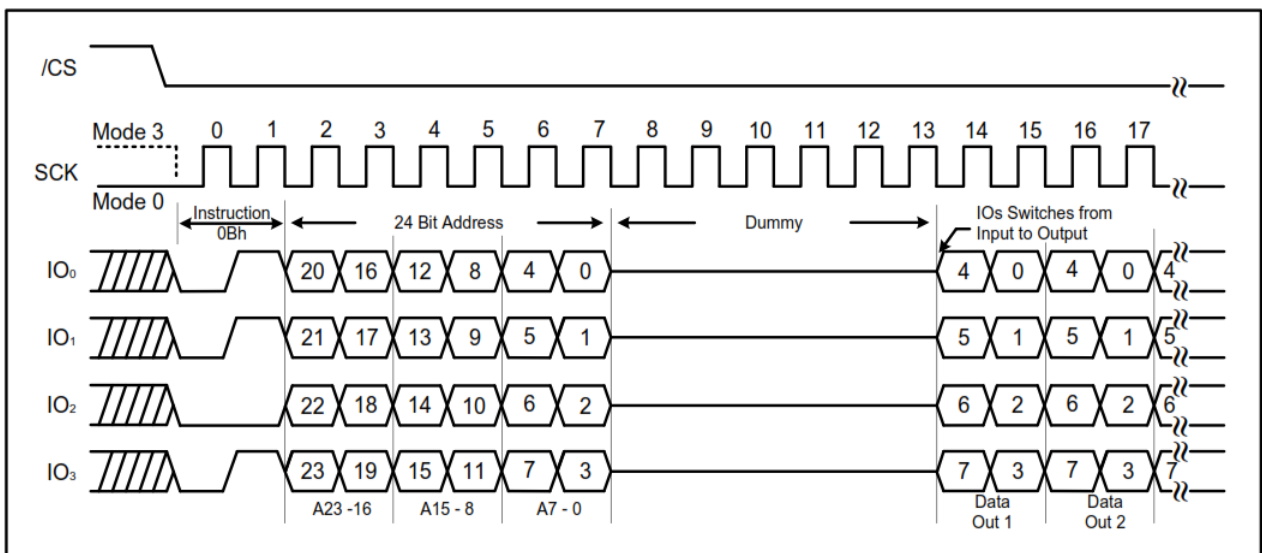 /CS
Mode 3 0 1 2 3 4 5 6 7 8 9 10 11 12 13 14 15 16 17
SCK
Mode 0
Instruction
0Bh
24 Bit Address
Dummy
IOs Switches from
Input to Output
IO₀ 20 16 12 8 4 0 4 0 4 0 4
IO₁ 21 17 13 9 5 1 5 1 5 1 5
IO₂ 22 18 14 10 6 2 6 2 6 2 6
IO₃ 23 19 15 11 7 3 7 3 7 3 7
A23 -16 A15 - 8 A7 - 0
Data
Out 1
Data
Out 2